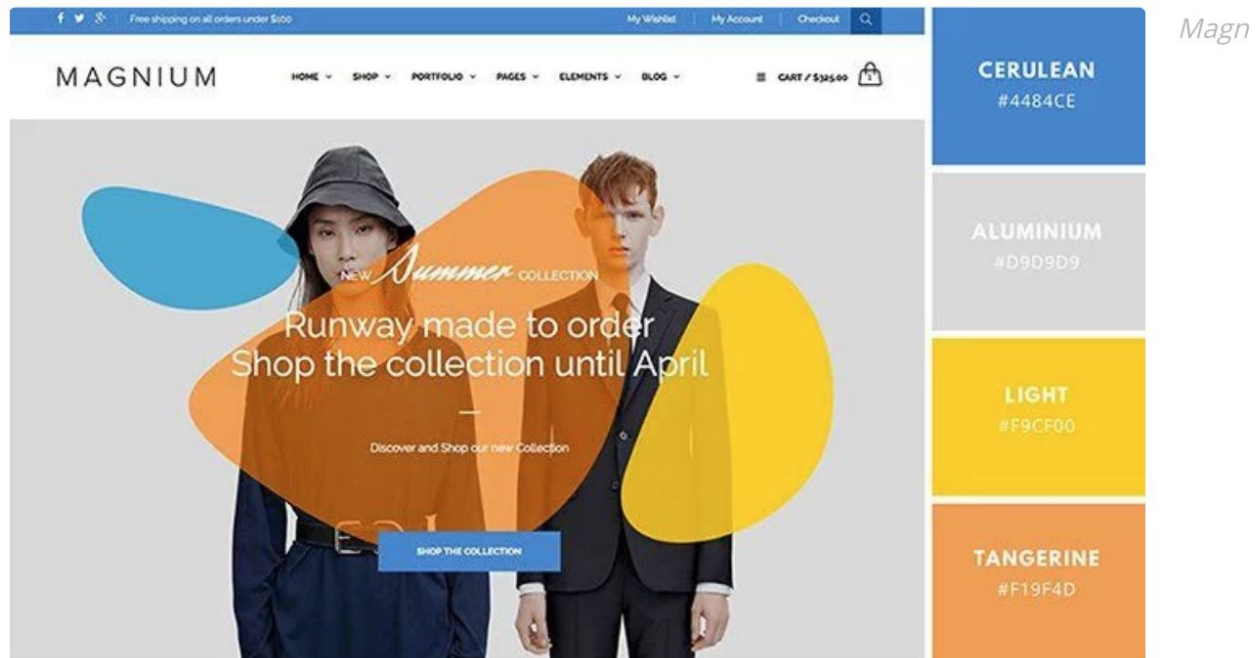 Free shipping on all orders under $100
My Wishlist
My Account
Checkout
MAGNIUM
HOME
SHOP
PORTFOLIO
PAGES
ELEMENTS
BLOG
CART / $325.00
1
NEW Summer COLLECTION
Runway made to order
Shop the collection until April
Discover and Shop our new Collection
SHOP THE COLLECTION
CERULEAN
#4484CE
ALUMINIUM
#D9D9D9
LIGHT
#F9CF00
TANGERINE
#F19F4D
Magn